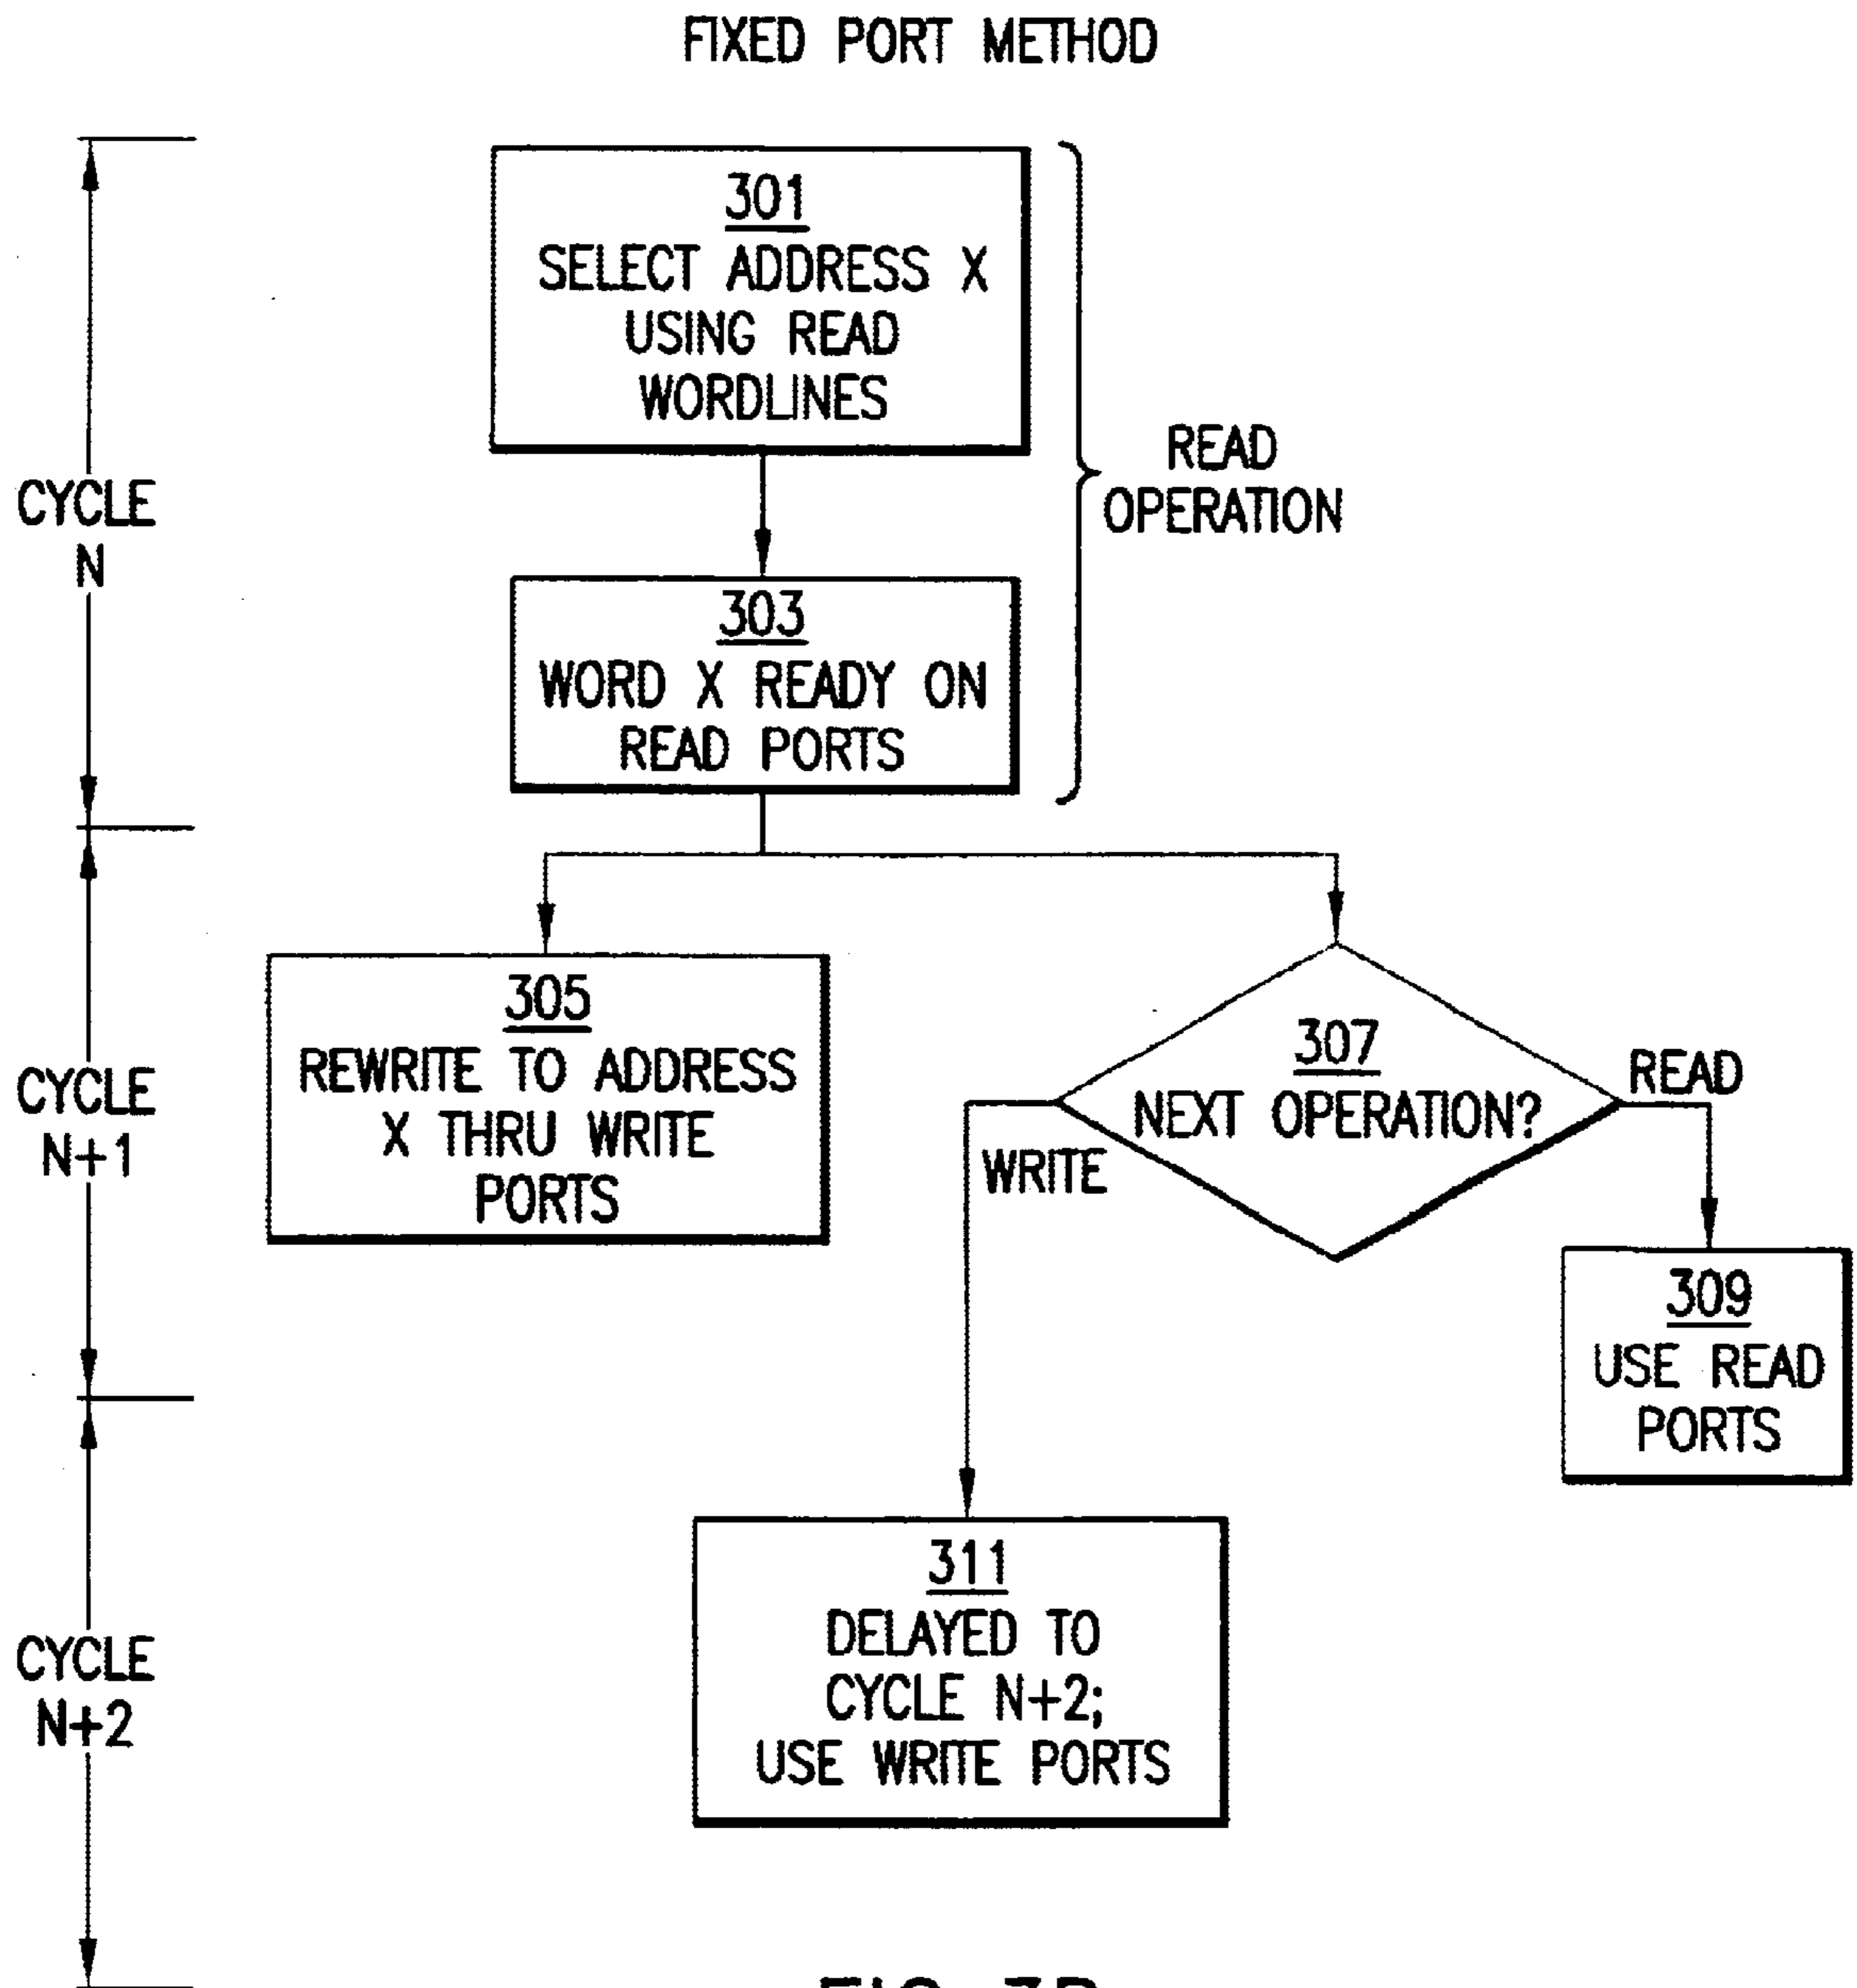 FIXED PORT METHOD
301
SELECT ADDRESS X
USING READ
WORDLINES
READ
OPERATION
CYCLE
N
303
WORD X READY ON
READ PORTS
305
REWRITE TO ADDRESS
X THRU WRITE
PORTS
307
NEXT OPERATION?
READ
WRITE
CYCLE
N+1
309
USE READ
PORTS
311
DELAYED TO
CYCLE N+2;
USE WRITE PORTS
CYCLE
N+2